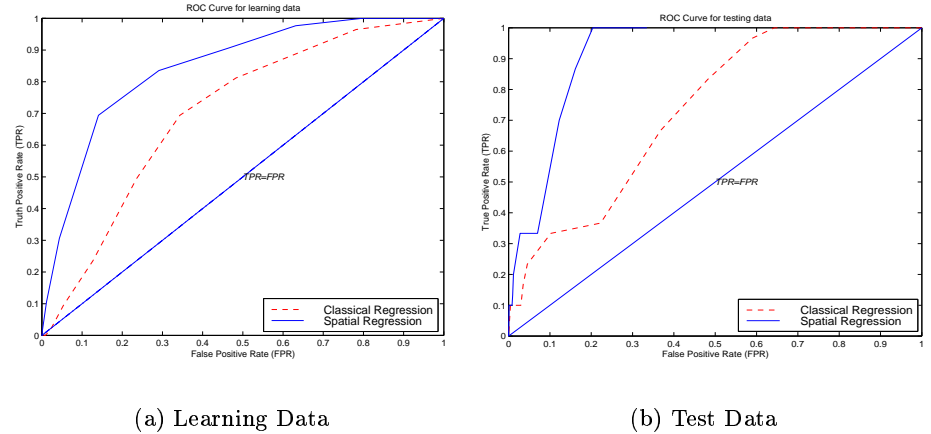 ROC Curve for learning data
1
0.9
0.8
0.7
0.6
0.5
0.4
0.3
0.2
0.1
0
Truth Positive Rate (TPR)
TPR=FPR
Classical Regression
Spatial Regression
0 0.1 0.2 0.3 0.4 0.5 0.6 0.7 0.8 0.9 1
False Positive Rate (FPR)
(a) Learning Data
ROC Curve for testing data
1
0.9
0.8
0.7
0.6
0.5
0.4
0.3
0.2
0.1
0
True Positive Rate (TPR)
TPR=FPR
Classical Regression
Spatial Regression
0 0.1 0.2 0.3 0.4 0.5 0.6 0.7 0.8 0.9 1
False Positive Rate (FPR)
(b) Test Data